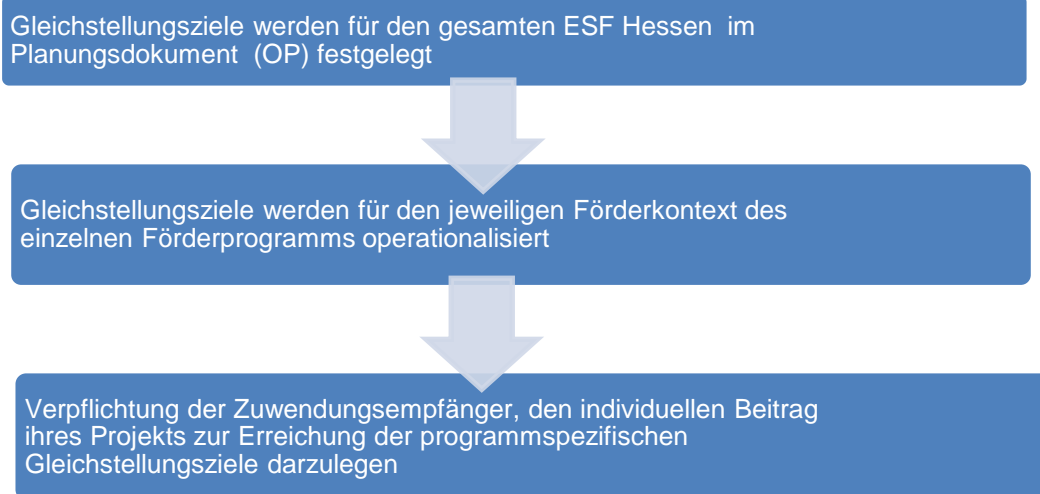 Gleichstellungsziele werden für den gesamten ESF Hessen im
Planungsdokument (OP) festgelegt
Gleichstellungsziele werden für den jeweiligen Förderkontext des
einzelnen Förderprogramms operationalisiert
Verpflichtung der Zuwendungsempfänger, den individuellen Beitrag
ihres Projekts zur Erreichung der programmspezifischen
Gleichstellungsziele darzulegen